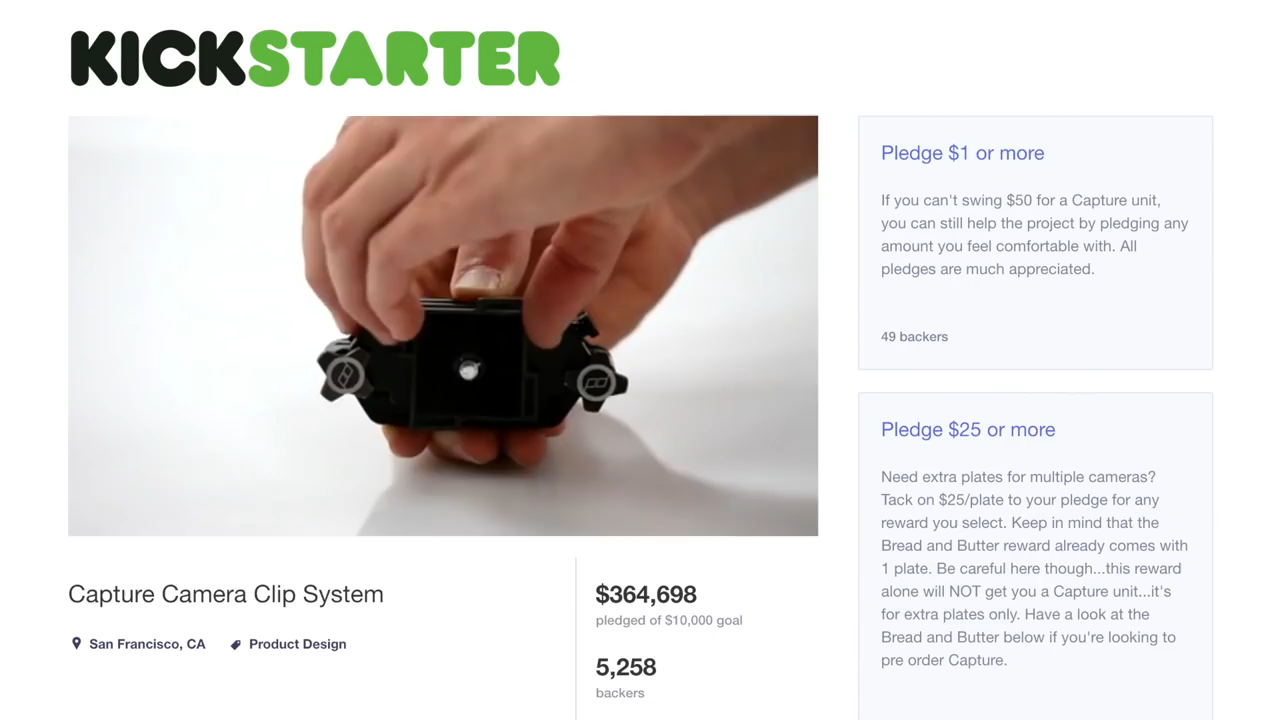 KICKSTARTER
Capture Camera Clip System
San Francisco, CA
Product Design
$364,698
pledged of $10,000 goal
5,258
backers
Pledge $1 or more
If you can't swing $50 for a Capture unit,
you can still help the project by pledging any
amount you feel comfortable with. All
pledges are much appreciated.
49 backers
Pledge $25 or more
Need extra plates for multiple cameras?
Tack on $25/plate to your pledge for any
reward you select. Keep in mind that the
Bread and Butter reward already comes with
1 plate. Be careful here though...this reward
alone will NOT get you a Capture unit...it's
for extra plates only. Have a look at the
Bread and Butter below if you're looking to
pre order Capture.